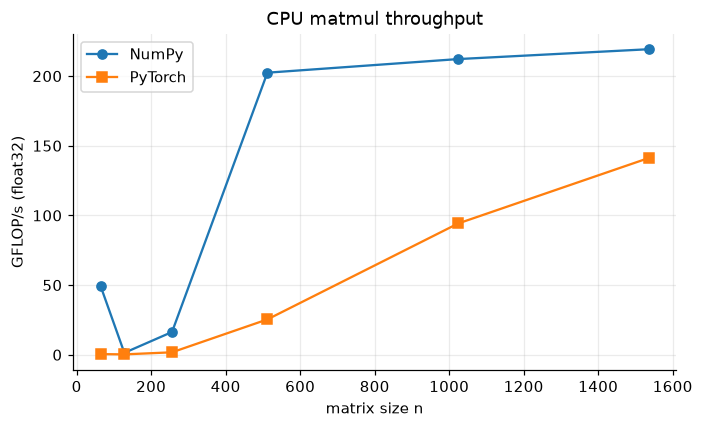 CPU matmul throughput
NumPy
PyTorch
GFLOP/s (float32)
200
150
100
50
0
0 200 400 600 800 1000 1200 1400 1600
matrix size n